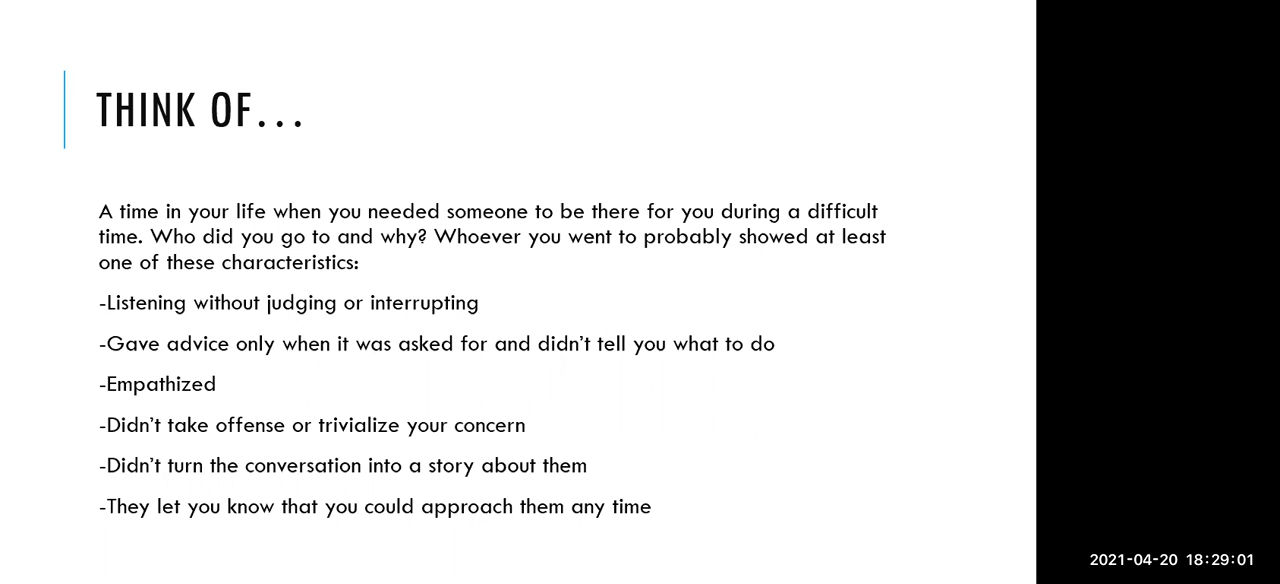 THINK OF...
A time in your life when you needed someone to be there for you during a difficult
time. Who did you go to and why? Whoever you went to probably showed at least
one of these characteristics:
-Listening without judging or interrupting
-Gave advice only when it was asked for and didn't tell you what to do
-Empathized
-Didn't take offense or trivialize your concern
-Didn't turn the conversation into a story about them
-They let you know that you could approach them any time
2021-04-20 18:29:01